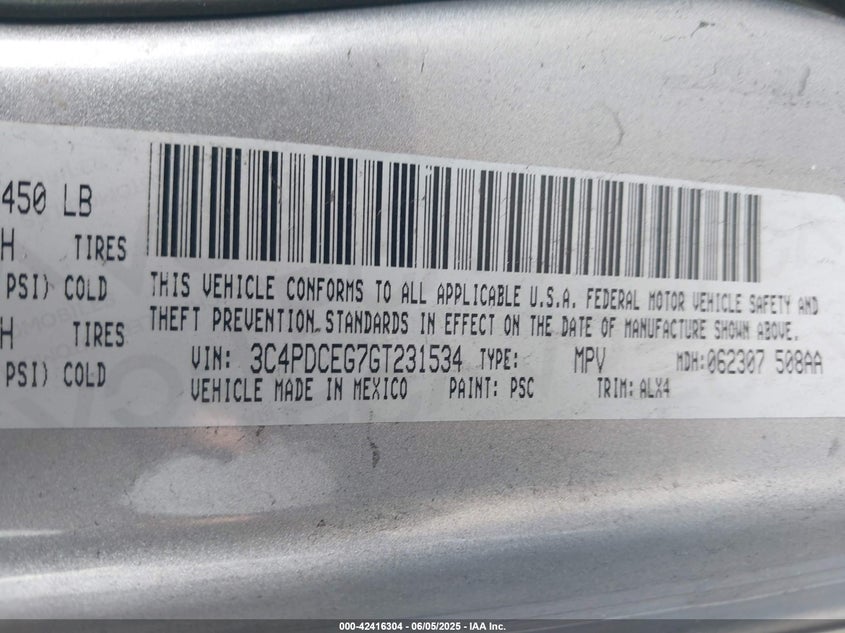 450 LB
H TIRES
PSI) COLD
H TIRES
PSI) COLD
THIS VEHICLE CONFORMS TO ALL APPLICABLE U.S.A. FEDERAL MOTOR VEHICLE SAFETY AND
THEFT PREVENTION STANDARDS IN EFFECT ON THE DATE OF MANUFACTURE SHOWN ABOVE.
VIN: 3C4PDCEG7GT231534 TYPE: MPV MDH:062307 508AA
VEHICLE MADE IN MEXICO PAINT: PSC TRIM: ALX4
000-42416304 - 06/05/2025 - IAA Inc.